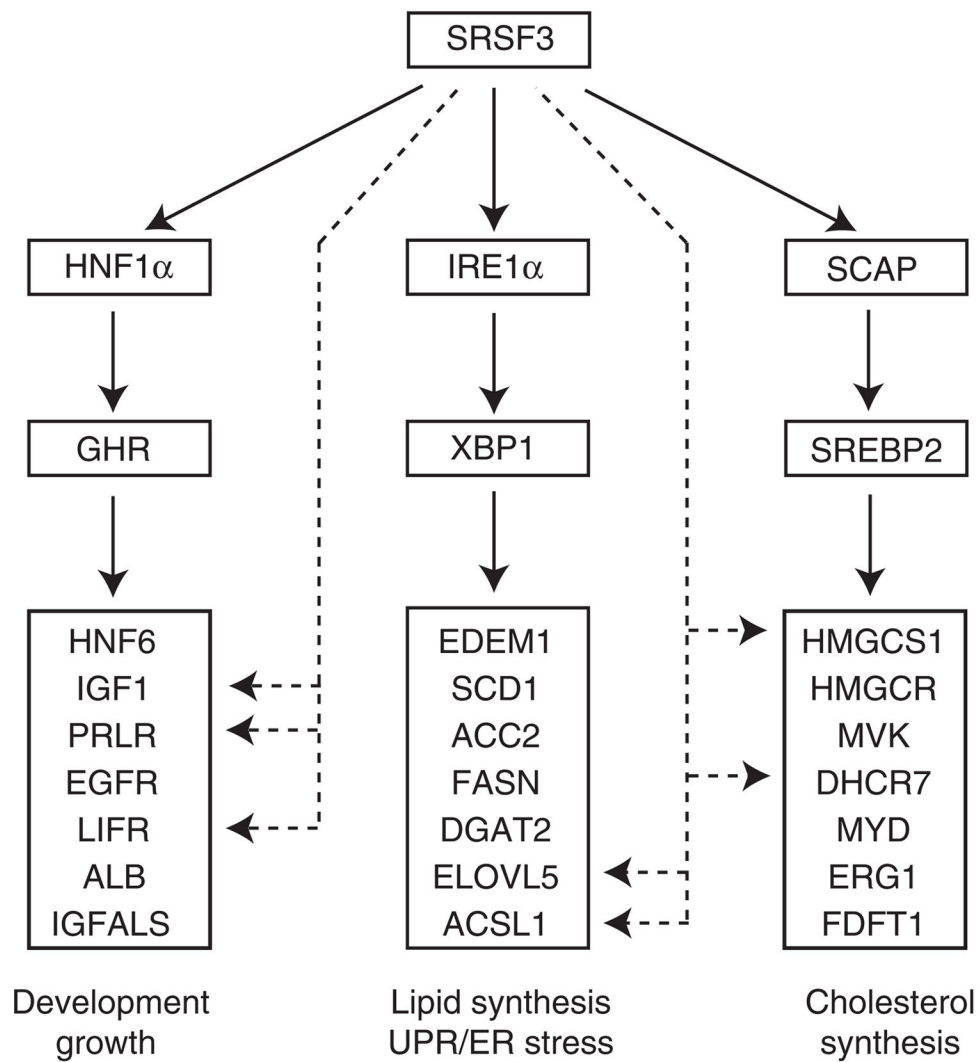 SRSF3
HNF1α
IRE1α
SCAP
GHR
XBP1
SREBP2
HNF6
IGF1
PRLR
EGFR
LIFR
ALB
IGFALS
EDEM1
SCD1
ACC2
FASN
DGAT2
ELOVL5
ACSL1
HMGCS1
HMGCR
MVK
DHCR7
MYD
ERG1
FDFT1
Development
growth
Lipid synthesis
UPR/ER stress
Cholesterol
synthesis